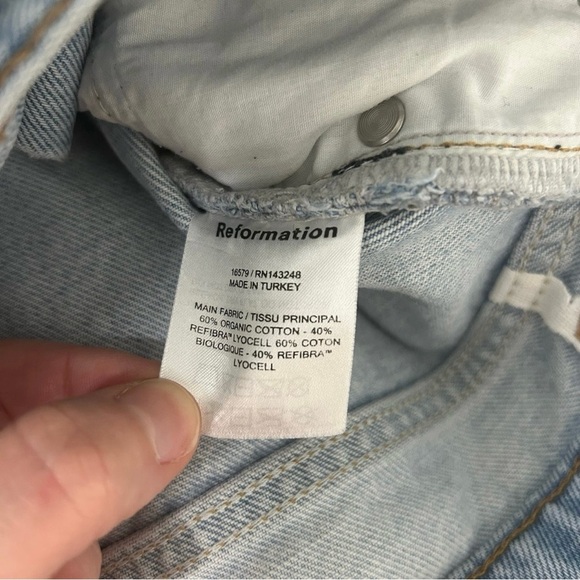 Reformation
16579 / RN143248
MADE IN TURKEY
MAIN FABRIC / TISSU PRINCIPAL
60% ORGANIC COTTON - 40%
REFIBRA™ LYOCELL 60% COTON
BIOLOGIQUE - 40% REFIBRA™
LYOCELL